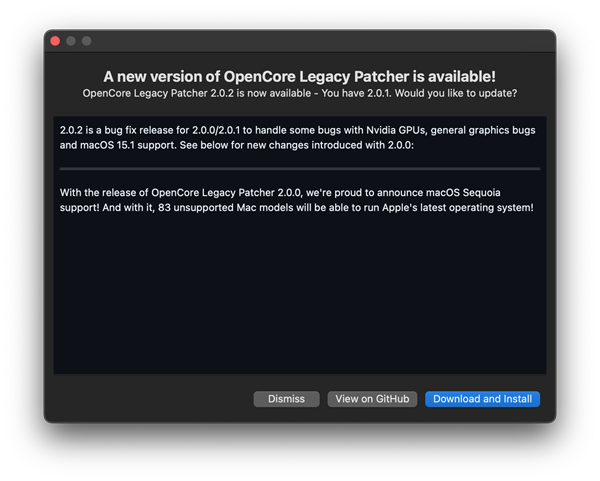 A new version of OpenCore Legacy Patcher is available!
OpenCore Legacy Patcher 2.0.2 is now available - You have 2.0.1. Would you like to update?
2.0.2 is a bug fix release for 2.0.0/2.0.1 to handle some bugs with Nvidia GPUs, general graphics bugs
and macOS 15.1 support. See below for new changes introduced with 2.0.0:
With the release of OpenCore Legacy Patcher 2.0.0, we're proud to announce macOS Sequoia
support! And with it, 83 unsupported Mac models will be able to run Apple's latest operating system!
Dismiss
View on GitHub
Download and Install